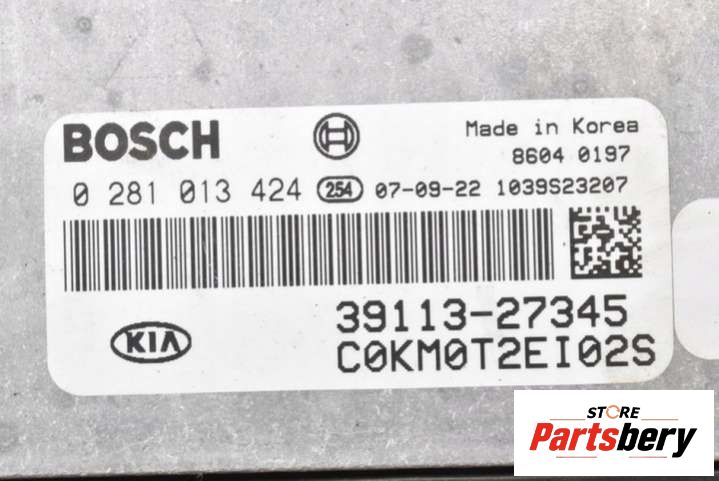 BOSCH
Made in Korea
8604 0197
0 281 013 424 254 07-09-22 1039S23207
39113-27345
KIA
C0KM0T2EI02S
STORE
Partsbery